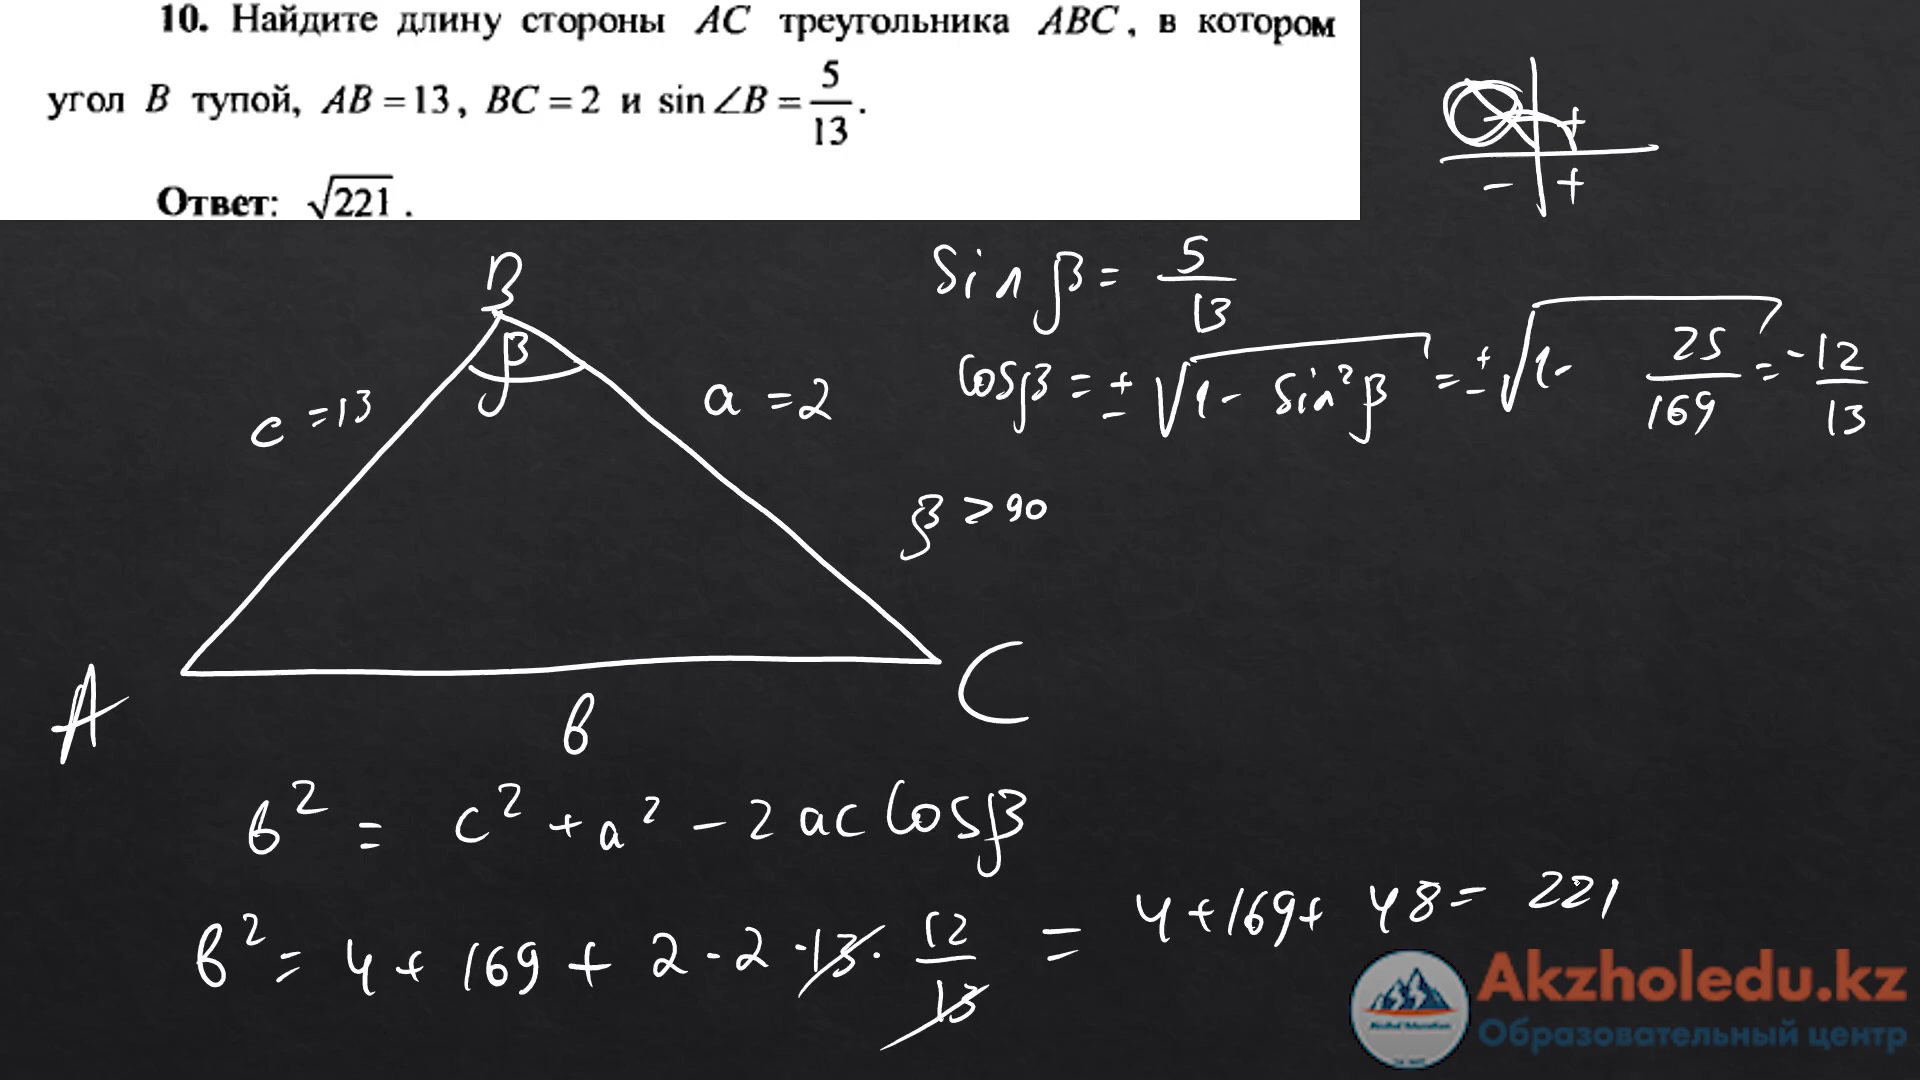 10. Найдите длину стороны AC треугольника ABC, в котором
угол B тупой, AB = 13, BC = 2 и sin ∠B = 5/13.
Ответ: √221.
+
− +
B
β
c = 13
a = 2
A
C
b
sin β = 5/13
cos β = ± √(1 - sin²β) = ± √(1 - 25/169) = -12/13
β > 90
b² = c² + a² - 2ac cos β
b² = 4 + 169 + 2 · 2 · 13 · 12/13 = 4 + 169 + 48 = 221
Akzholedu.kz
Образовательный центр